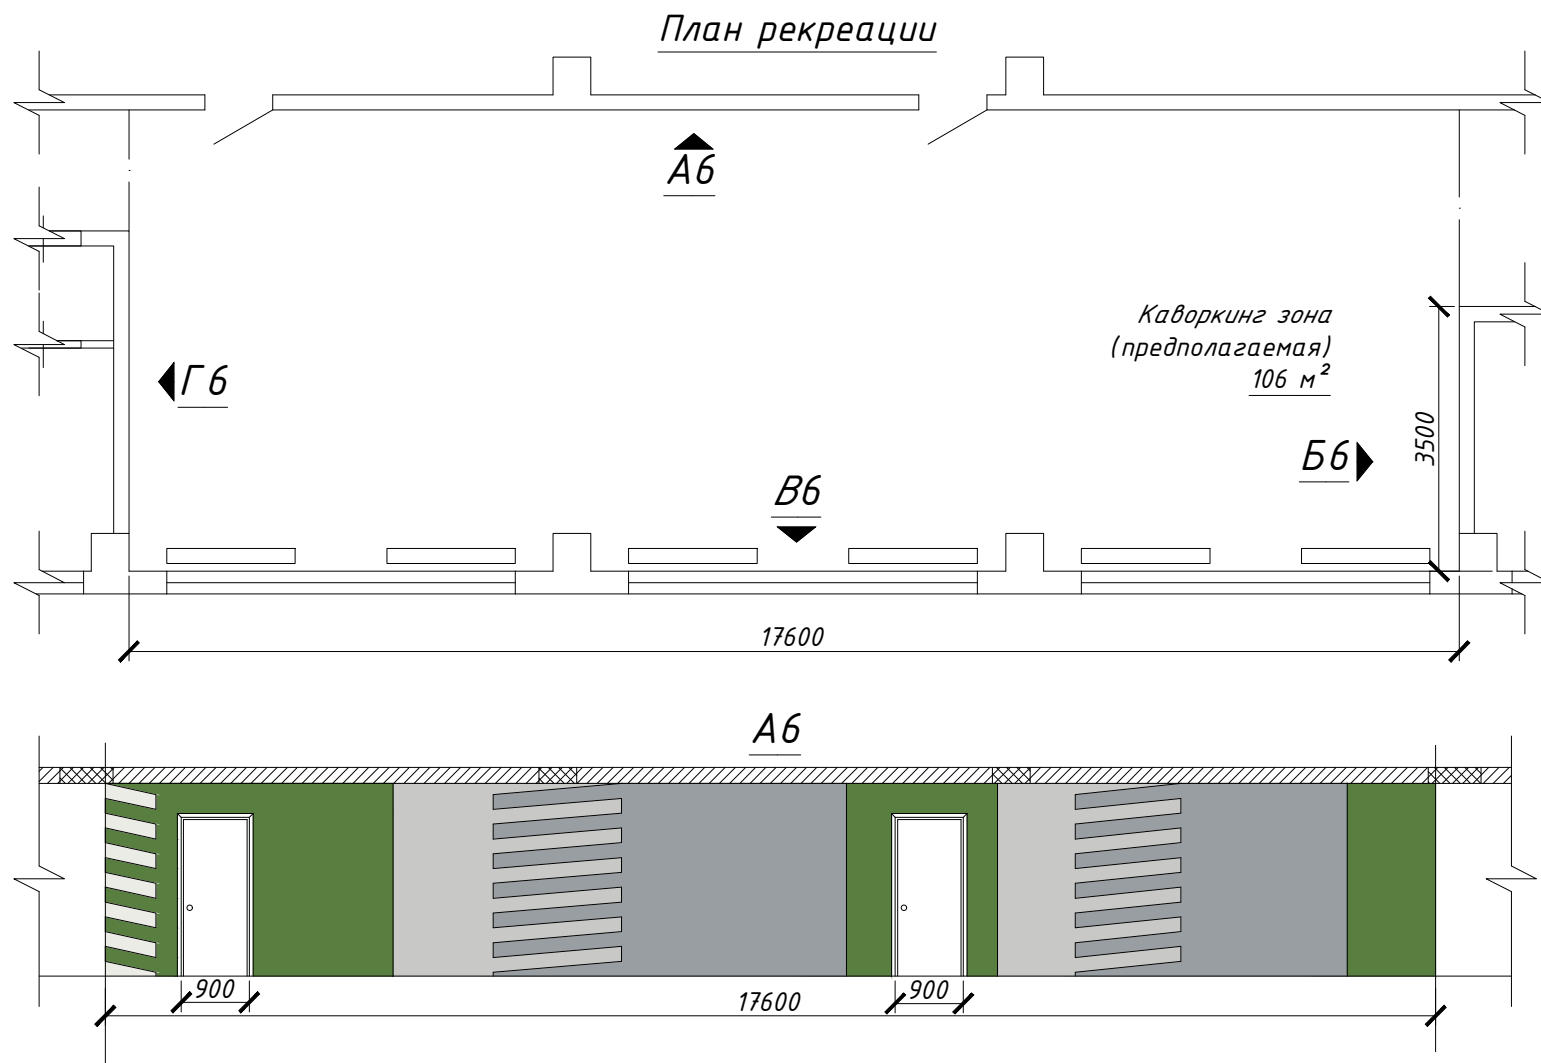 План рекреации
А6
Каворкинг зона
(предполагаемая)
106 м²
Г6
3500
Б6
В6
17600
А6
900
900
17600